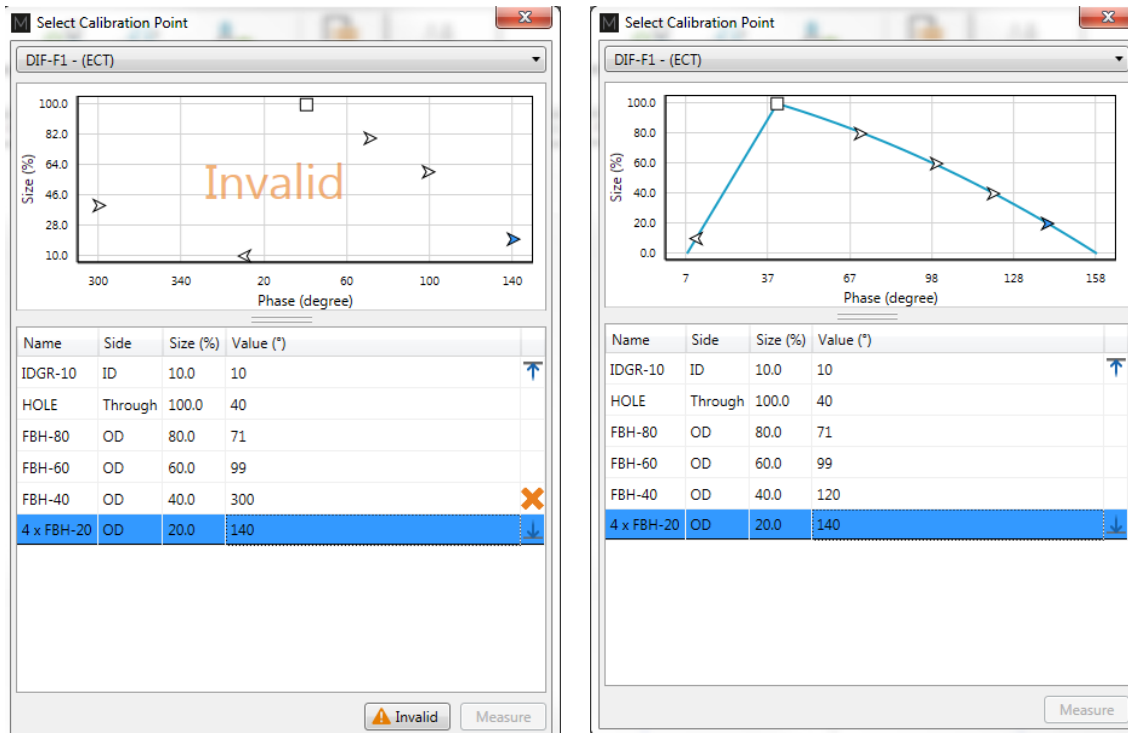 M Select Calibration Point x
DIF-F1 - (ECT)
100.0
82.0
64.0
46.0
28.0
10.0
Size (%)
Invalid
300 340 20 60 100 140
Phase (degree)
Name Side Size (%) Value (°)
IDGR-10 ID 10.0 10
HOLE Through 100.0 40
FBH-80 OD 80.0 71
FBH-60 OD 60.0 99
FBH-40 OD 40.0 300
4 x FBH-20 OD 20.0 140
Invalid Measure
M Select Calibration Point x
DIF-F1 - (ECT)
100.0
80.0
60.0
40.0
20.0
0.0
Size (%)
7 37 67 98 128 158
Phase (degree)
Name Side Size (%) Value (°)
IDGR-10 ID 10.0 10
HOLE Through 100.0 40
FBH-80 OD 80.0 71
FBH-60 OD 60.0 99
FBH-40 OD 40.0 120
4 x FBH-20 OD 20.0 140
Measure